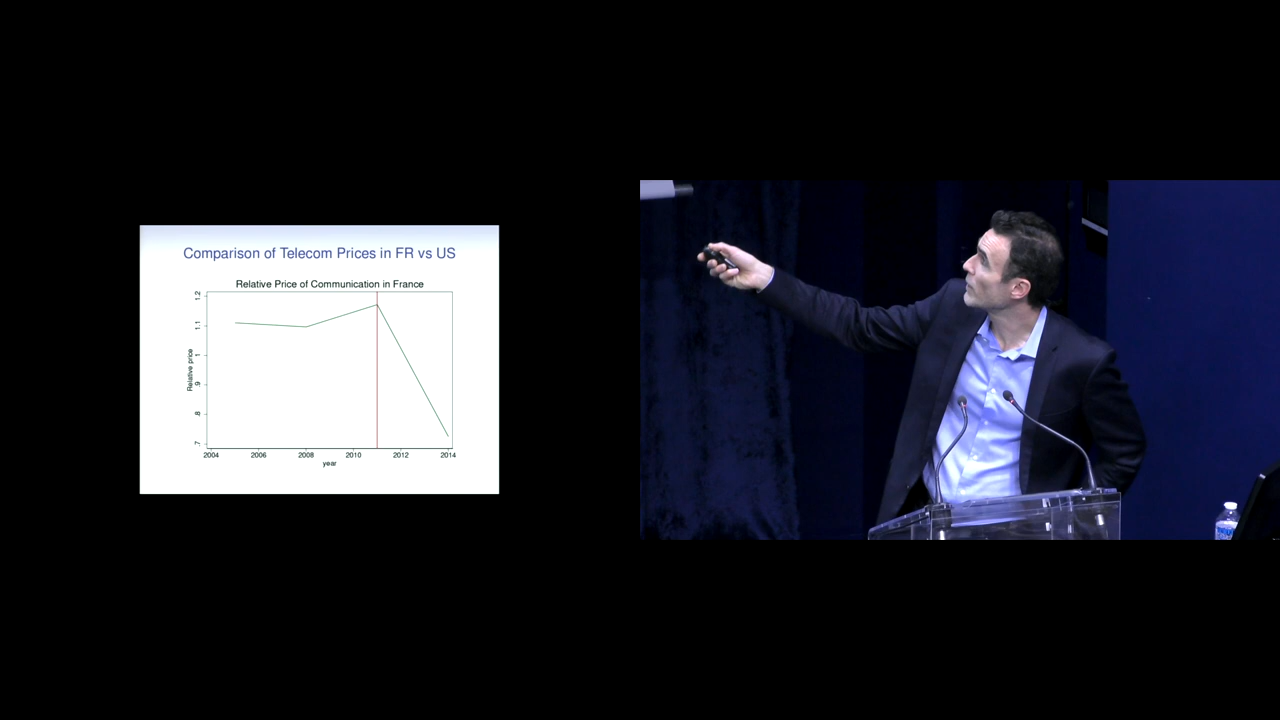 Comparison of Telecom Prices in FR vs US
Relative Price of Communication in France
Relative price
1.2
1.1
1
.9
.8
.7
2004 2006 2008 2010 2012 2014
year